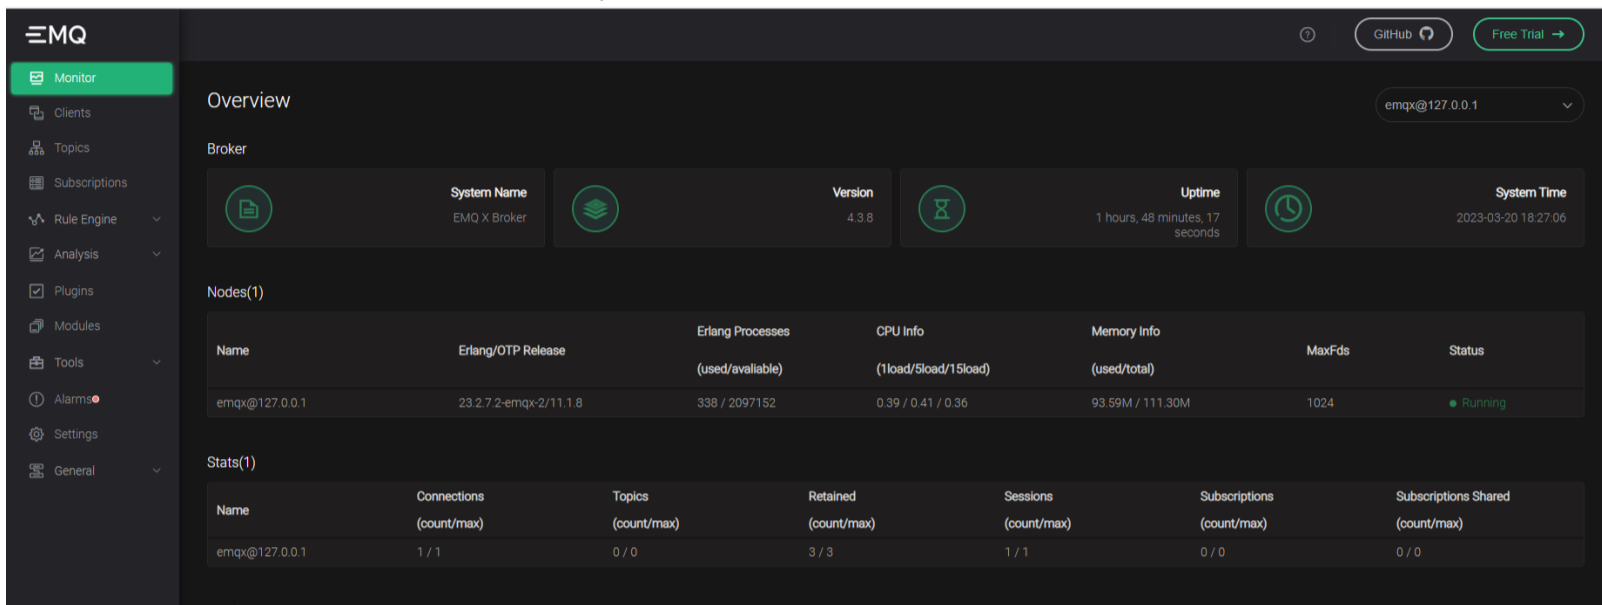 EMQ
GitHub
Free Trial →
Monitor
Clients
Topics
Subscriptions
Rule Engine
Analysis
Plugins
Modules
Tools
Alarms
Settings
General
Overview
emqx@127.0.0.1
Broker
System Name
EMQ X Broker
Version
4.3.8
Uptime
1 hours, 48 minutes, 17
seconds
System Time
2023-03-20 18:27:06
Nodes(1)
Name
Erlang/OTP Release
Erlang Processes
(used/avaliable)
CPU Info
(1load/5load/15load)
Memory Info
(used/total)
MaxFds
Status
emqx@127.0.0.1
23.2.7.2-emqx-2/11.1.8
338 / 2097152
0.39 / 0.41 / 0.36
93.59M / 111.30M
1024
Running
Stats(1)
Name
Connections
(count/max)
Topics
(count/max)
Retained
(count/max)
Sessions
(count/max)
Subscriptions
(count/max)
Subscriptions Shared
(count/max)
emqx@127.0.0.1
1 / 1
0 / 0
3 / 3
1 / 1
0 / 0
0 / 0